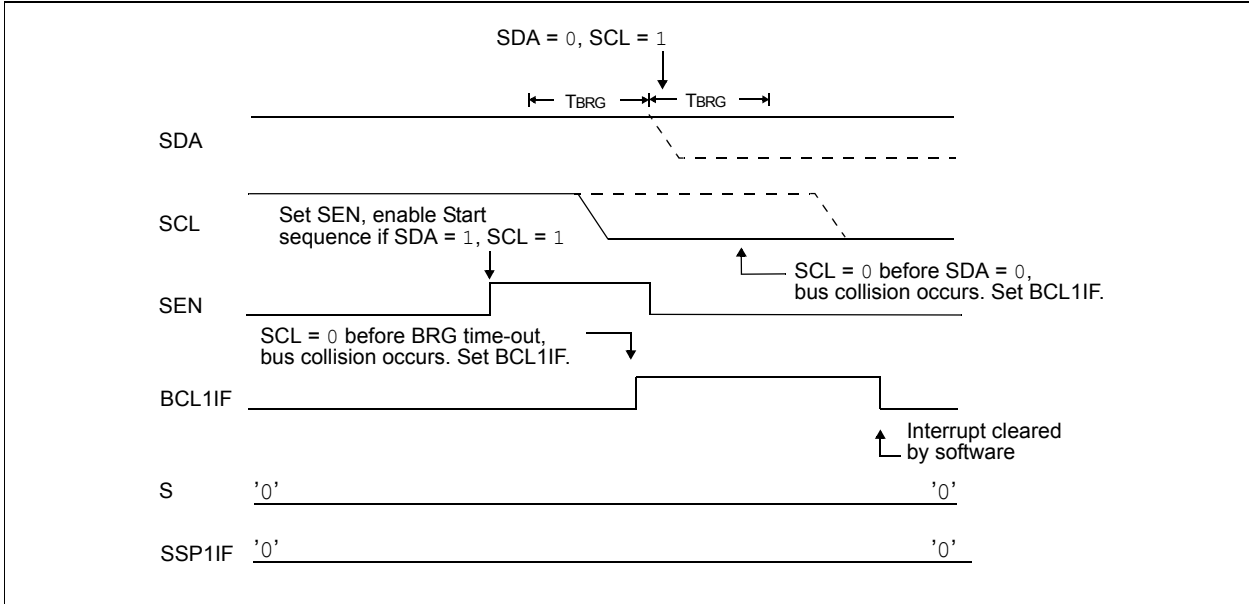 SDA = 0, SCL = 1
TBRG TBRG
SDA
SCL
Set SEN, enable Start
sequence if SDA = 1, SCL = 1
SCL = 0 before SDA = 0,
bus collision occurs. Set BCL1IF.
SEN
SCL = 0 before BRG time-out,
bus collision occurs. Set BCL1IF.
BCL1IF
Interrupt cleared
by software
S '0' '0'
SSP1IF '0' '0'